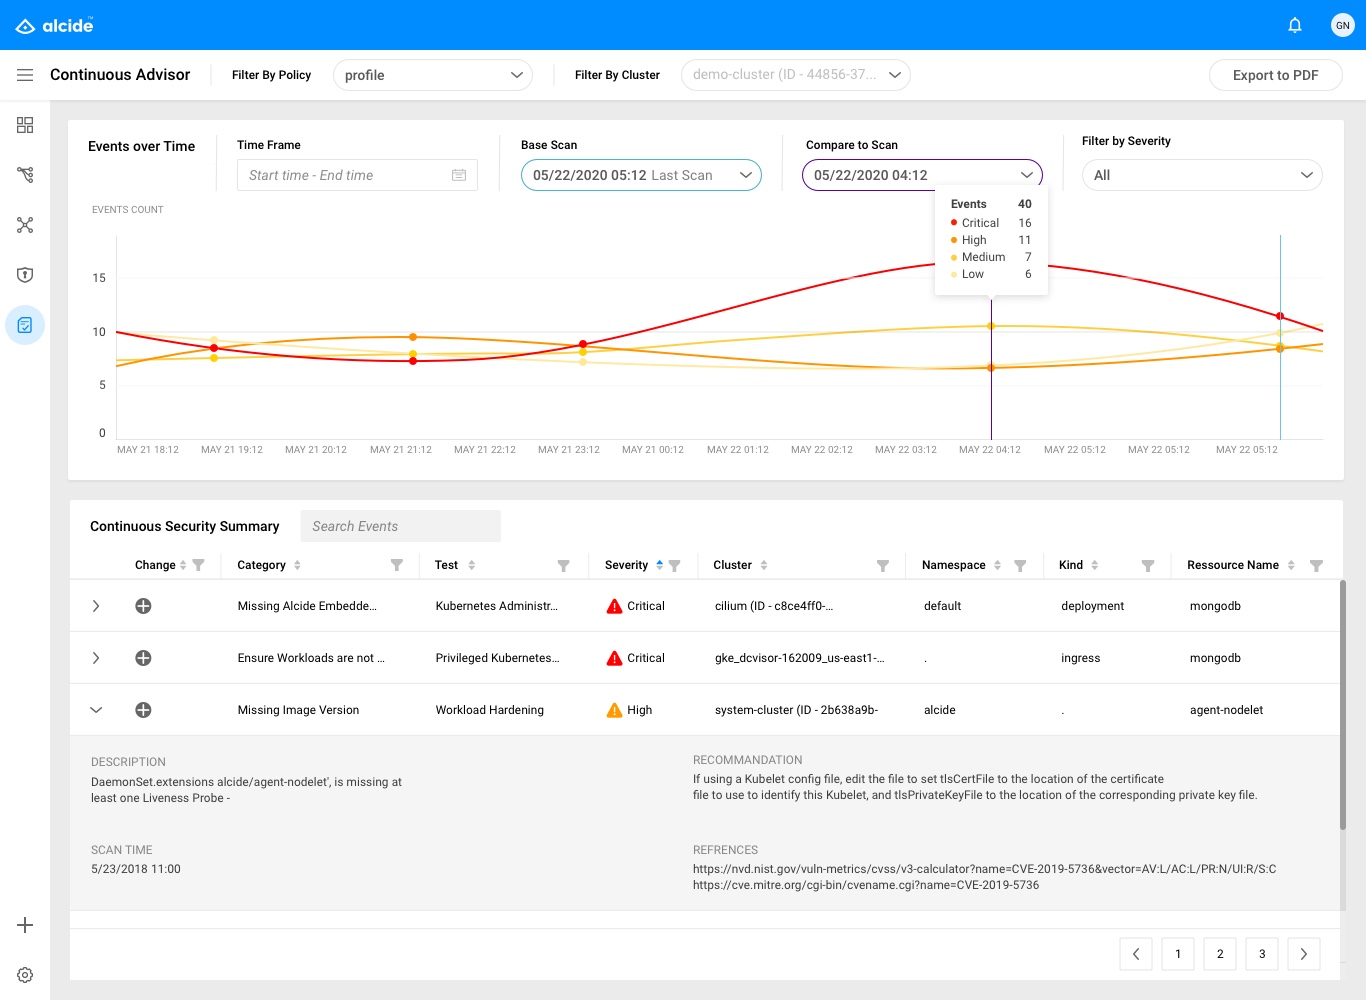 alcide™
GN
Continuous Advisor
Filter By Policy
profile
Filter By Cluster
demo-cluster (ID - 44856-37...
Export to PDF
Events over Time
Time Frame
Start time - End time
Base Scan
05/22/2020 05:12 Last Scan
Compare to Scan
05/22/2020 04:12
Filter by Severity
All
EVENTS COUNT
Events 40
Critical 16
High 11
Medium 7
Low 6
15
10
5
0
MAY 21 18:12 MAY 21 19:12 MAY 21 20:12 MAY 21 21:12 MAY 21 22:12 MAY 21 23:12 MAY 21 00:12 MAY 22 01:12 MAY 22 02:12 MAY 22 03:12 MAY 22 04:12 MAY 22 05:12 MAY 22 05:12 MAY 22 05:12
Continuous Security Summary
Search Events
Change Category Test Severity Cluster Namespace Kind Ressource Name
Missing Alcide Embedde... Kubernetes Administr... Critical cilium (ID - c8ce4ff0-... default deployment mongodb
Ensure Workloads are not ... Privileged Kubernetes... Critical gke_dcvisor-162009_us-east1-... . ingress mongodb
Missing Image Version Workload Hardening High system-cluster (ID - 2b638a9b- alcide . agent-nodelet
DESCRIPTION
DaemonSet.extensions alcide/agent-nodelet', is missing at
least one Liveness Probe -
RECOMMANDATION
If using a Kubelet config file, edit the file to set tlsCertFile to the location of the certificate
file to use to identify this Kubelet, and tlsPrivateKeyFile to the location of the corresponding private key file.
SCAN TIME
5/23/2018 11:00
REFRENCES
https://nvd.nist.gov/vuln-metrics/cvss/v3-calculator?name=CVE-2019-5736&vector=AV:L/AC:L/PR:N/UI:R/S:C
https://cve.mitre.org/cgi-bin/cvename.cgi?name=CVE-2019-5736
1 2 3